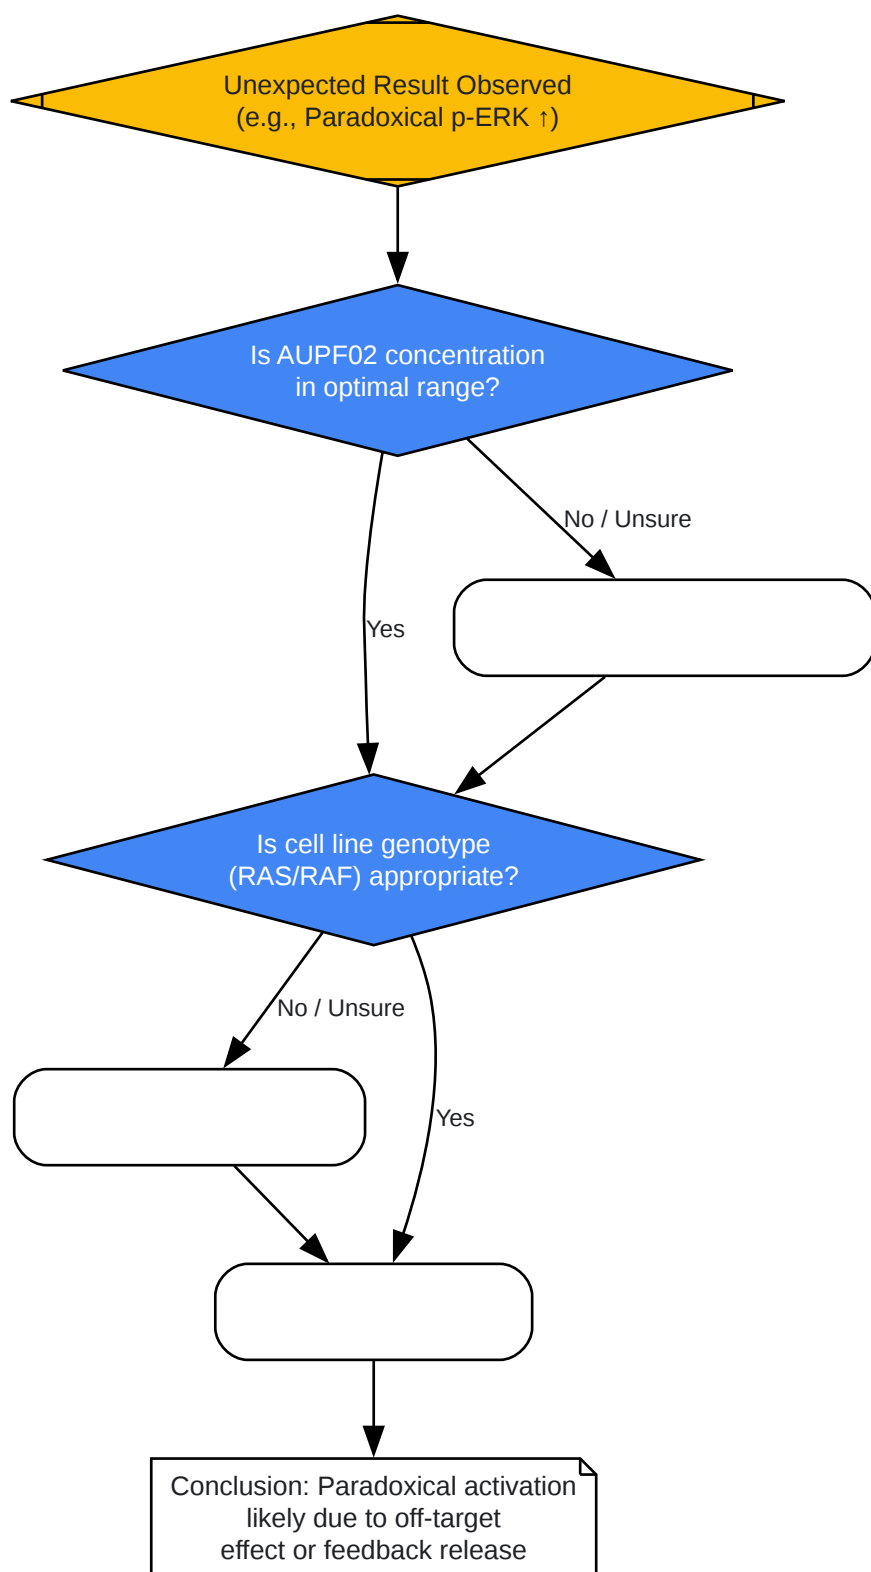 Unexpected Result Observed
(e.g., Paradoxical p-ERK ↑)
Is AUPF02 concentration
in optimal range?
No / Unsure
Yes
Is cell line genotype
(RAS/RAF) appropriate?
No / Unsure
Yes
Conclusion: Paradoxical activation
likely due to off-target
effect or feedback release